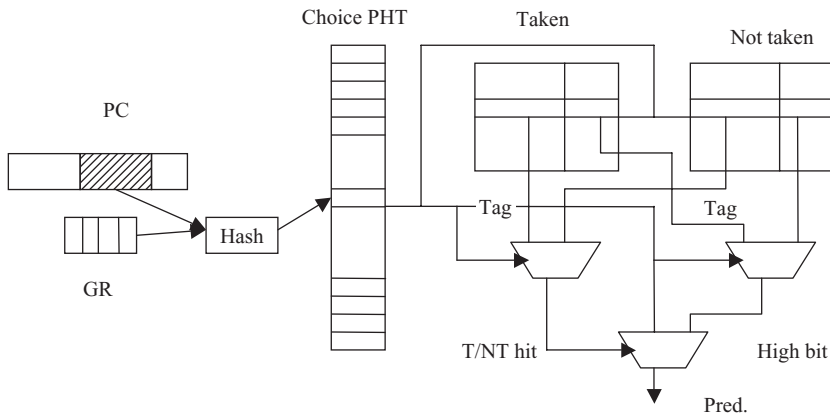 Choice PHT
Taken
Not taken
PC
Hash
Tag
Tag
GR
T/NT hit
High bit
Pred.